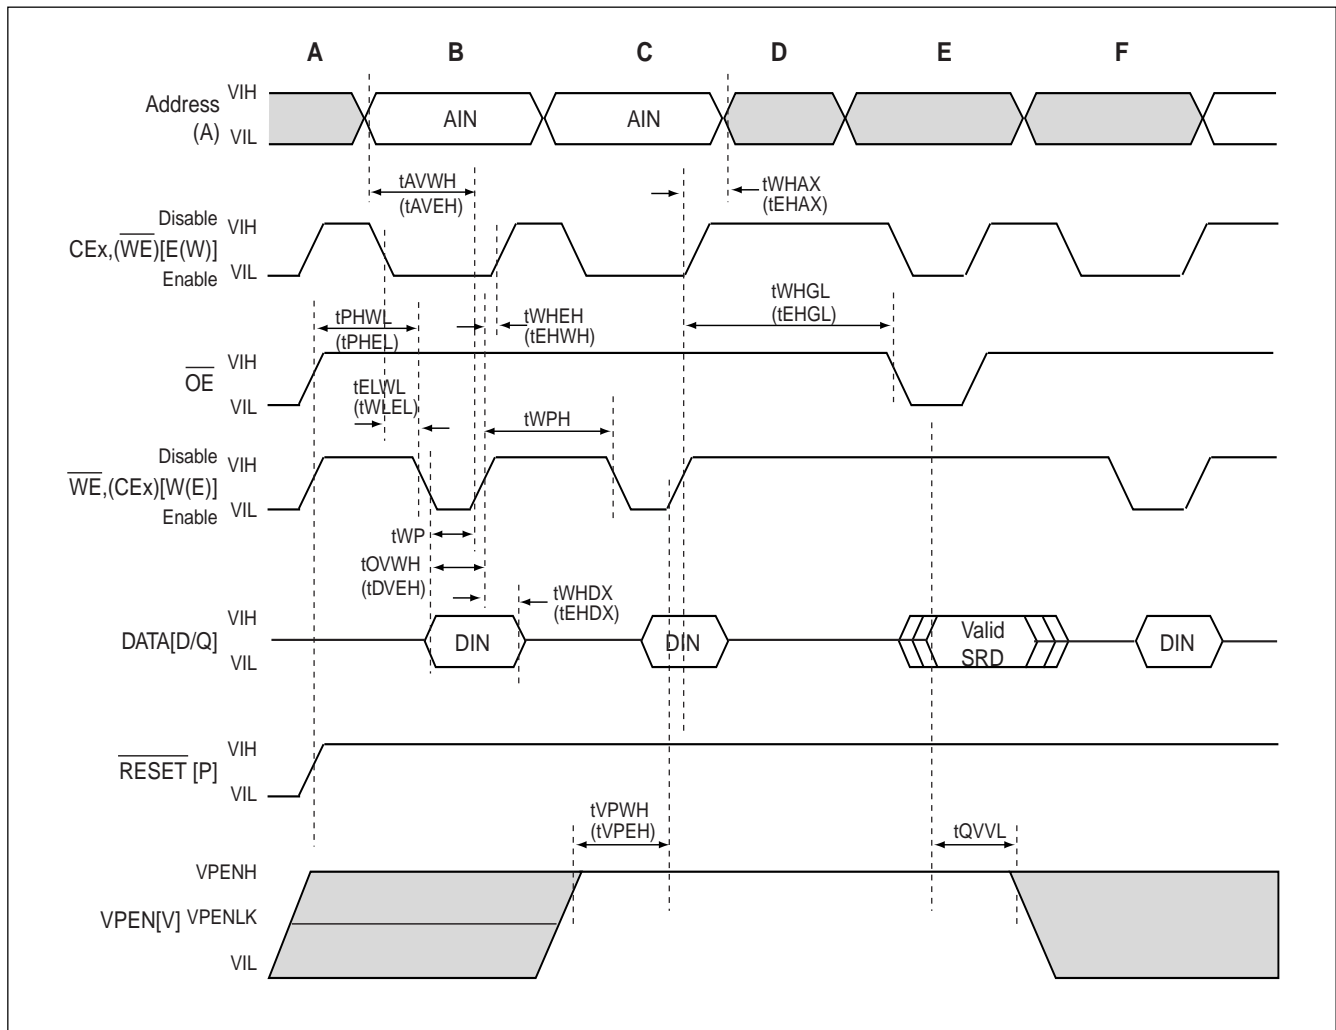 A B C D E F
Address
(A)
VIH
VIL
AIN AIN
tAVWH
(tAVEH)
tWHAX
(tEHAX)
Disable
CEx,(WE)[E(W)]
Enable
VIH
VIL
tPHWL
(tPHEL)
tWHEH
(tEHWH)
tWHGL
(tEHGL)
OE
VIH
VIL
tELWL
(tWLEL)
tWPH
Disable
WE,(CEx)[W(E)]
Enable
VIH
VIL
tWP
tOVWH
(tDVEH)
tWHDX
(tEHDX)
DATA[D/Q]
VIH
VIL
DIN DIN
Valid
SRD
DIN
RESET [P]
VIH
VIL
tVPWH
(tVPEH)
tQVVL
VPEN[V]
VPENH
VPENLK
VIL